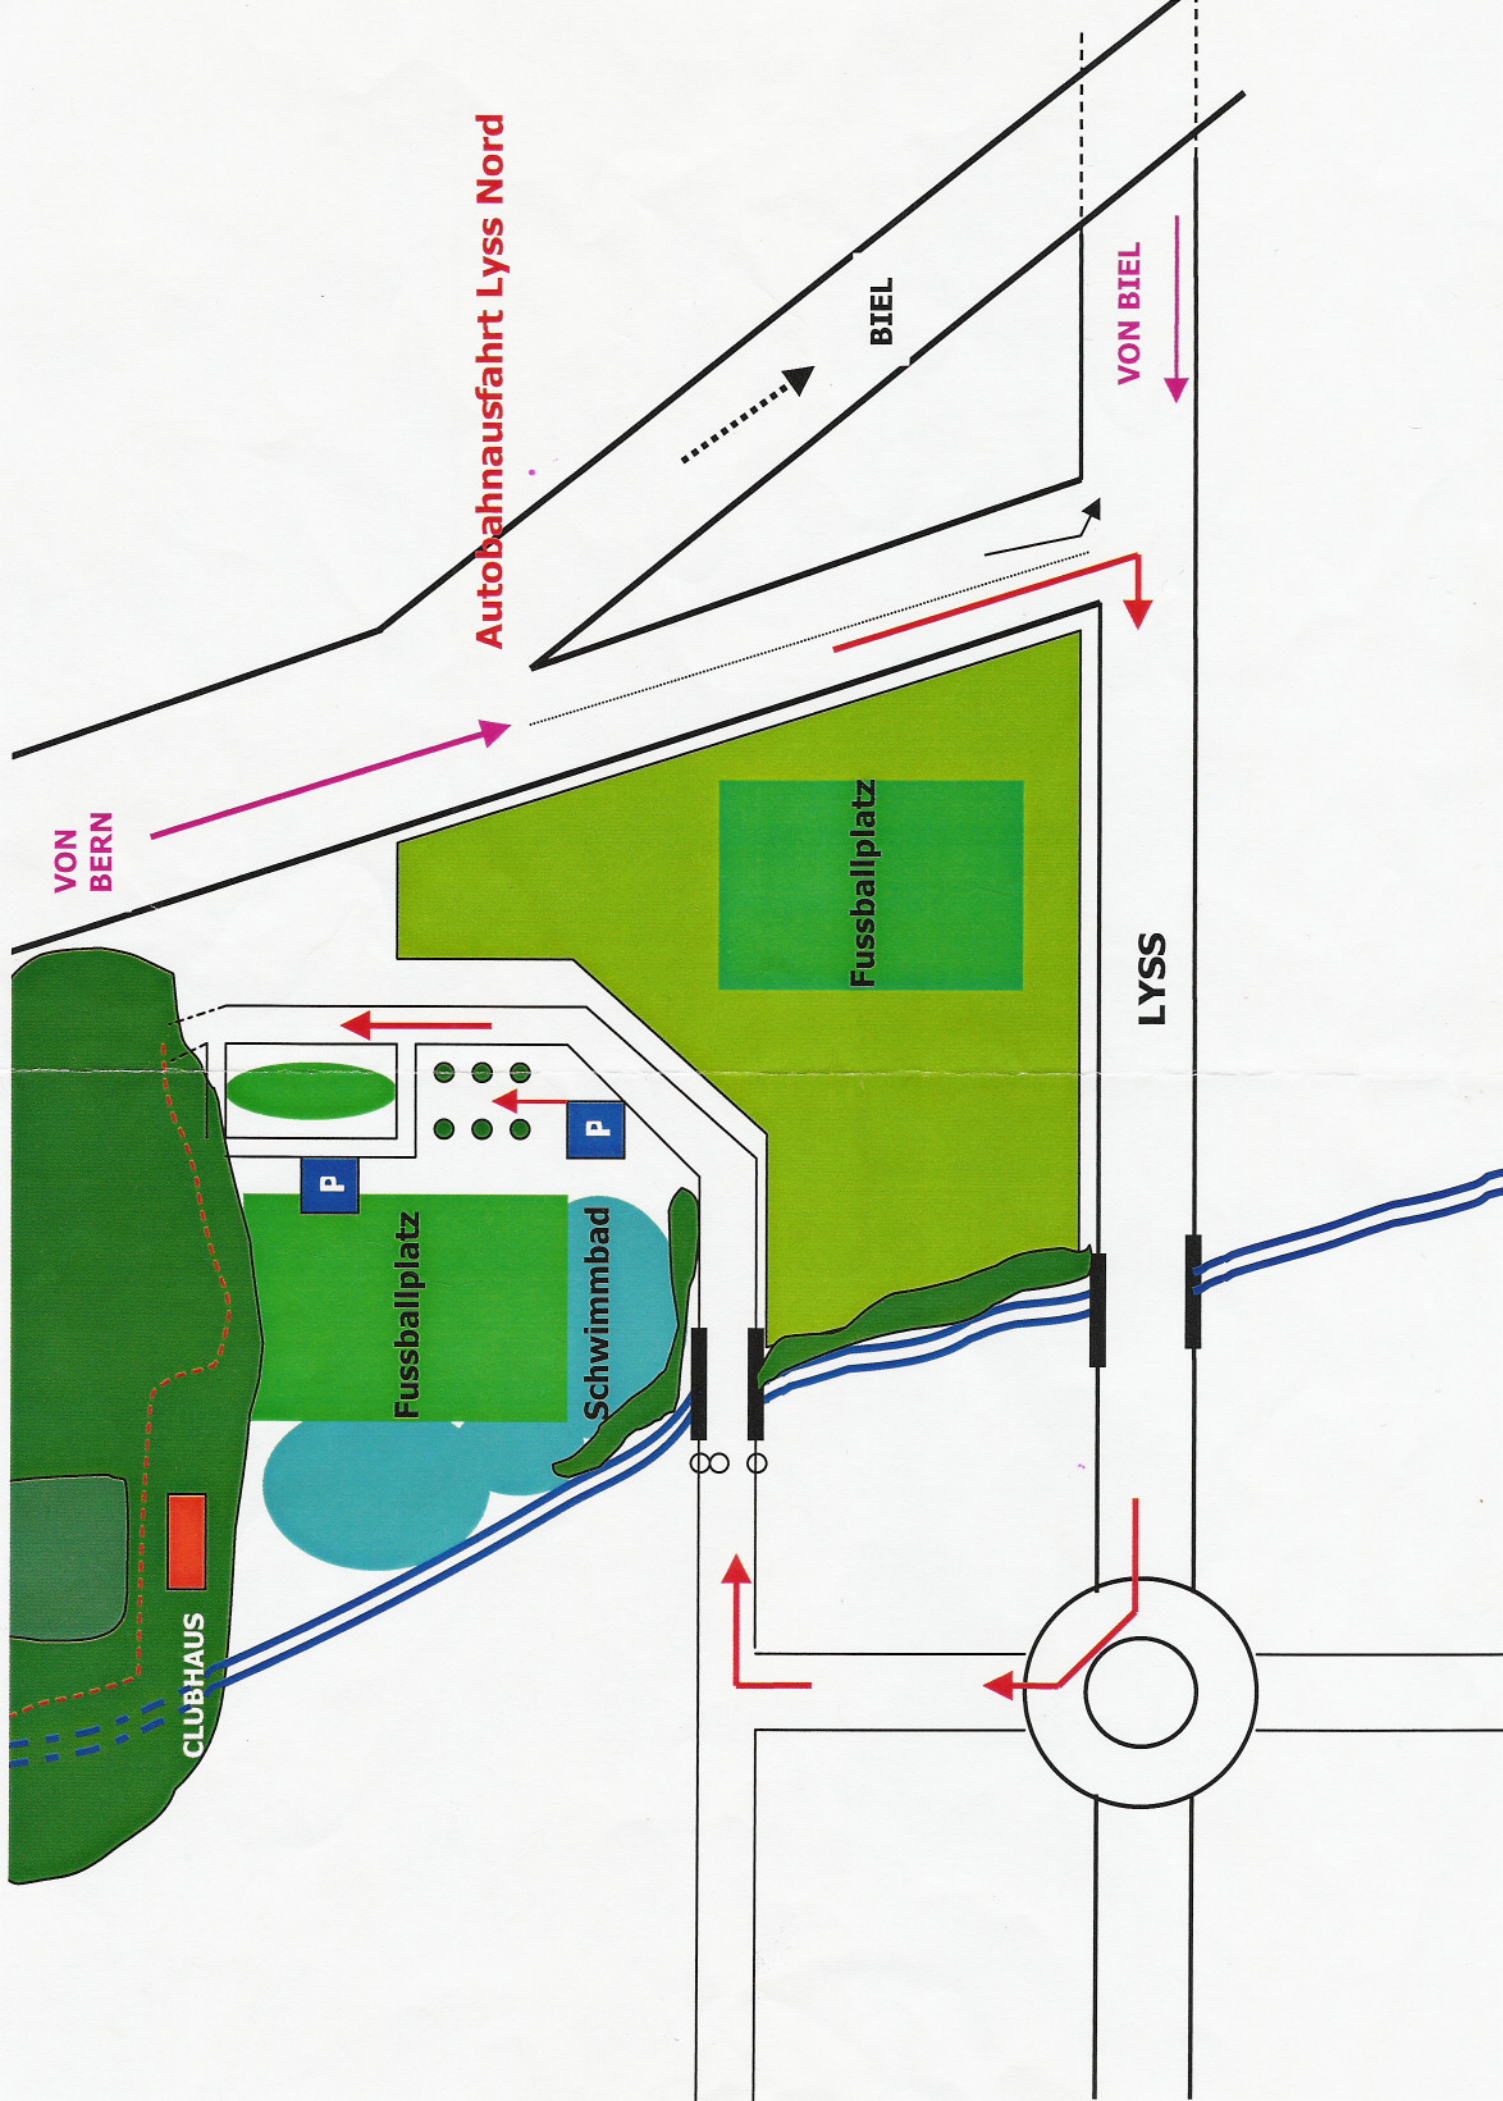 Autobahnausfahrt Lyss Nord
VON
BERN
BIEL
VON BIEL
LYSS
Fussballplatz
P
P
Fussballplatz
Schwimmbad
CLUBHAUS